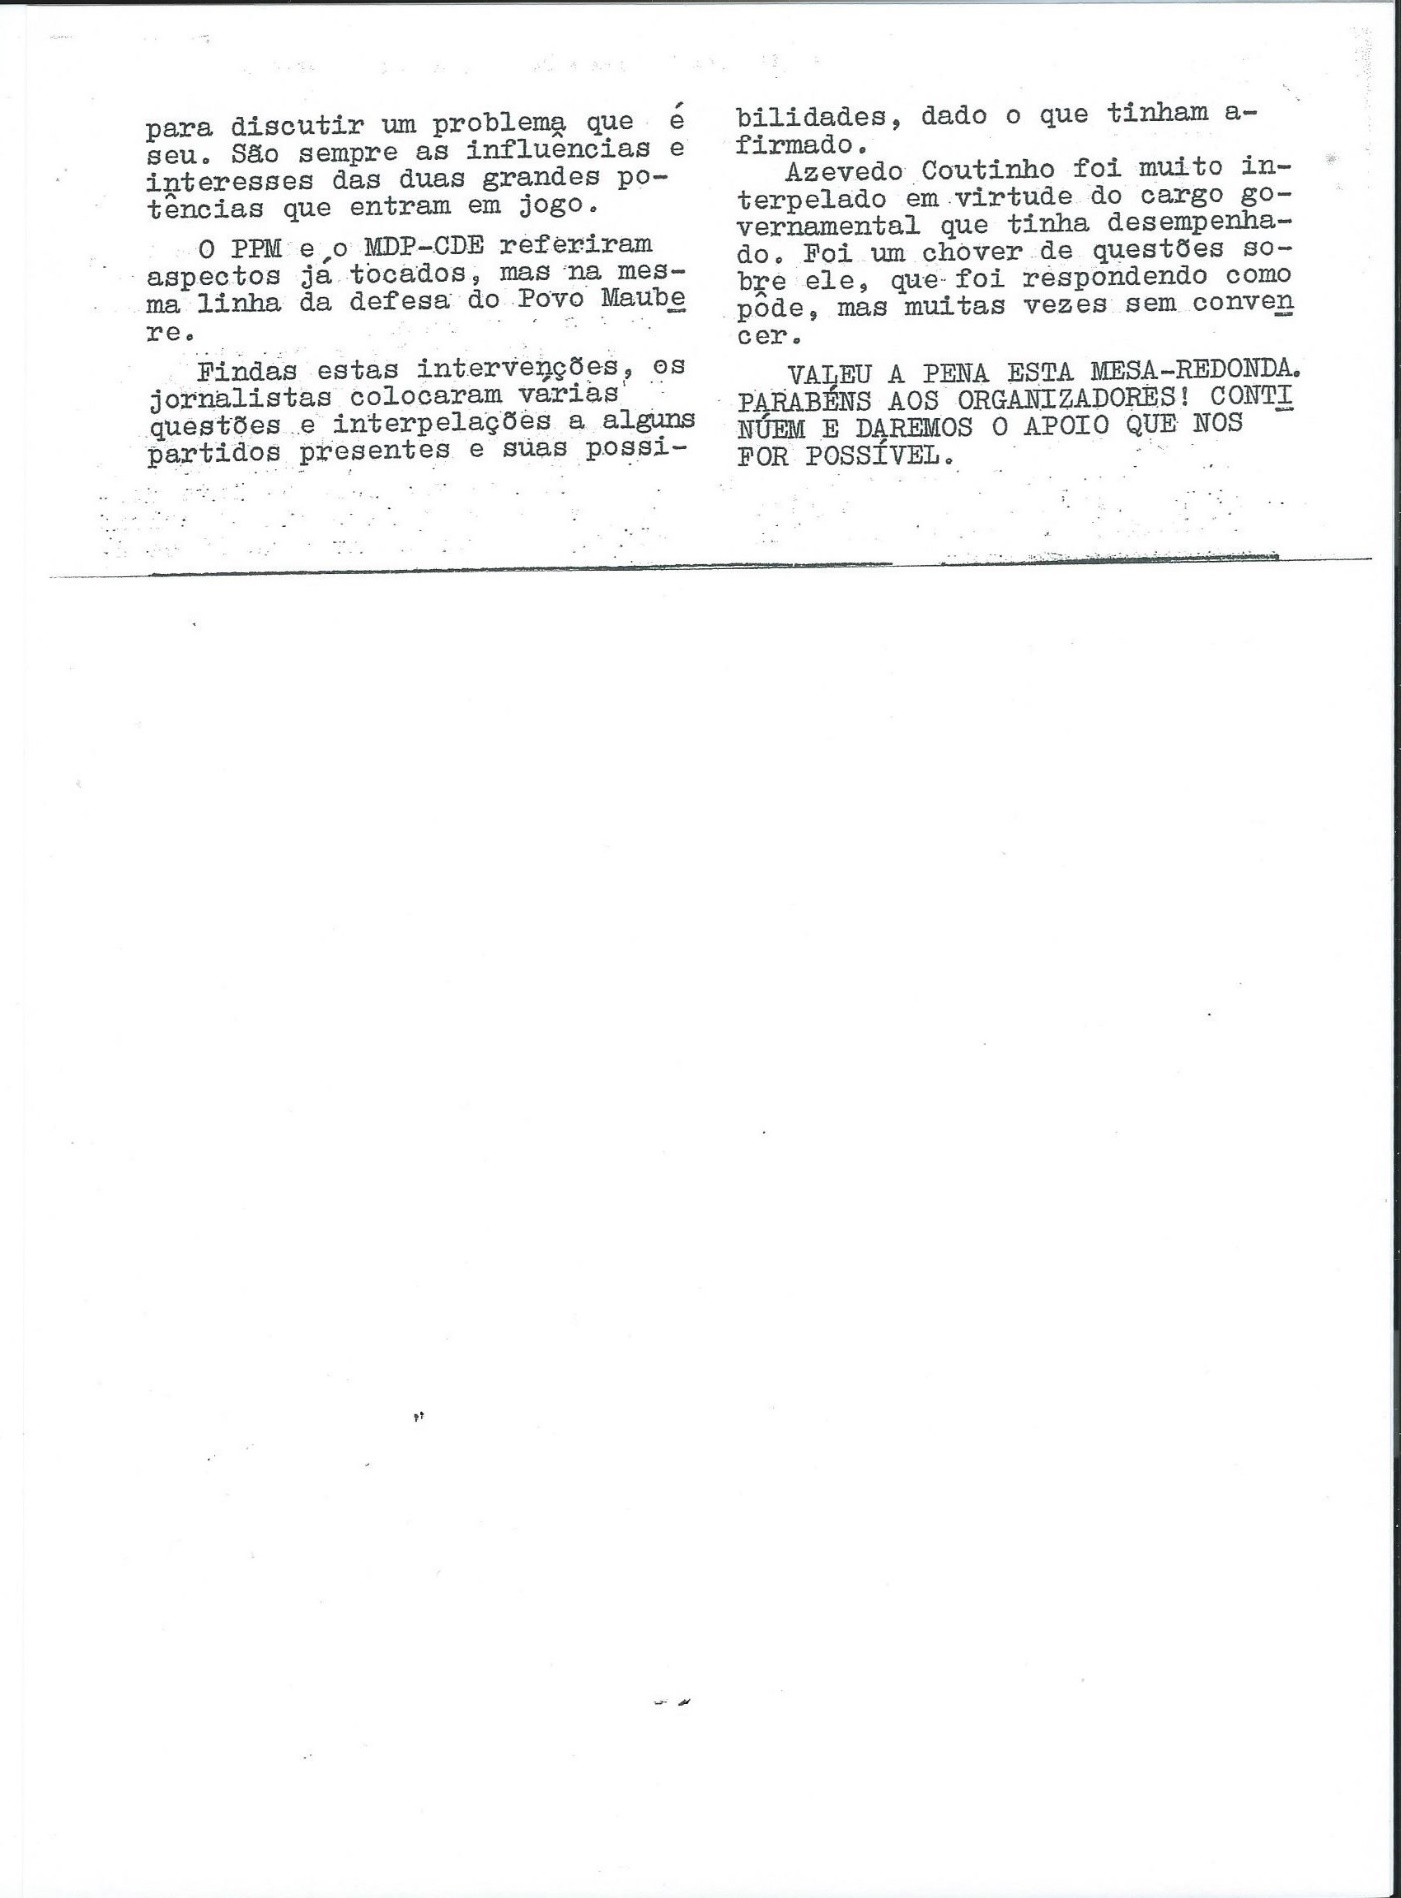 para discutir um problema que é
seu. São sempre as influências e
interesses das duas grandes po-
tências que entram em jogo.
O PPM e o MDP-CDE referiram
aspectos já tocados, mas na mes-
ma linha da defesa do Povo Maube
re.
Findas estas intervenções, os
jornalistas colocaram várias
questões e interpelações a alguns
partidos presentes e suas possi-
bilidades, dado o que tinham a-
firmado.
Azevedo Coutinho foi muito in-
terpelado em virtude do cargo go-
vernamental que tinha desempenha-
do. Foi um chover de questões so-
bre ele, que foi respondendo como
pôde, mas muitas vezes sem conven
cer.
VALEU A PENA ESTA MESA-REDONDA.
PARABÉNS AOS ORGANIZADORES! CONTI
NÚEM E DAREMOS O APOIO QUE NOS
FOR POSSÍVEL.